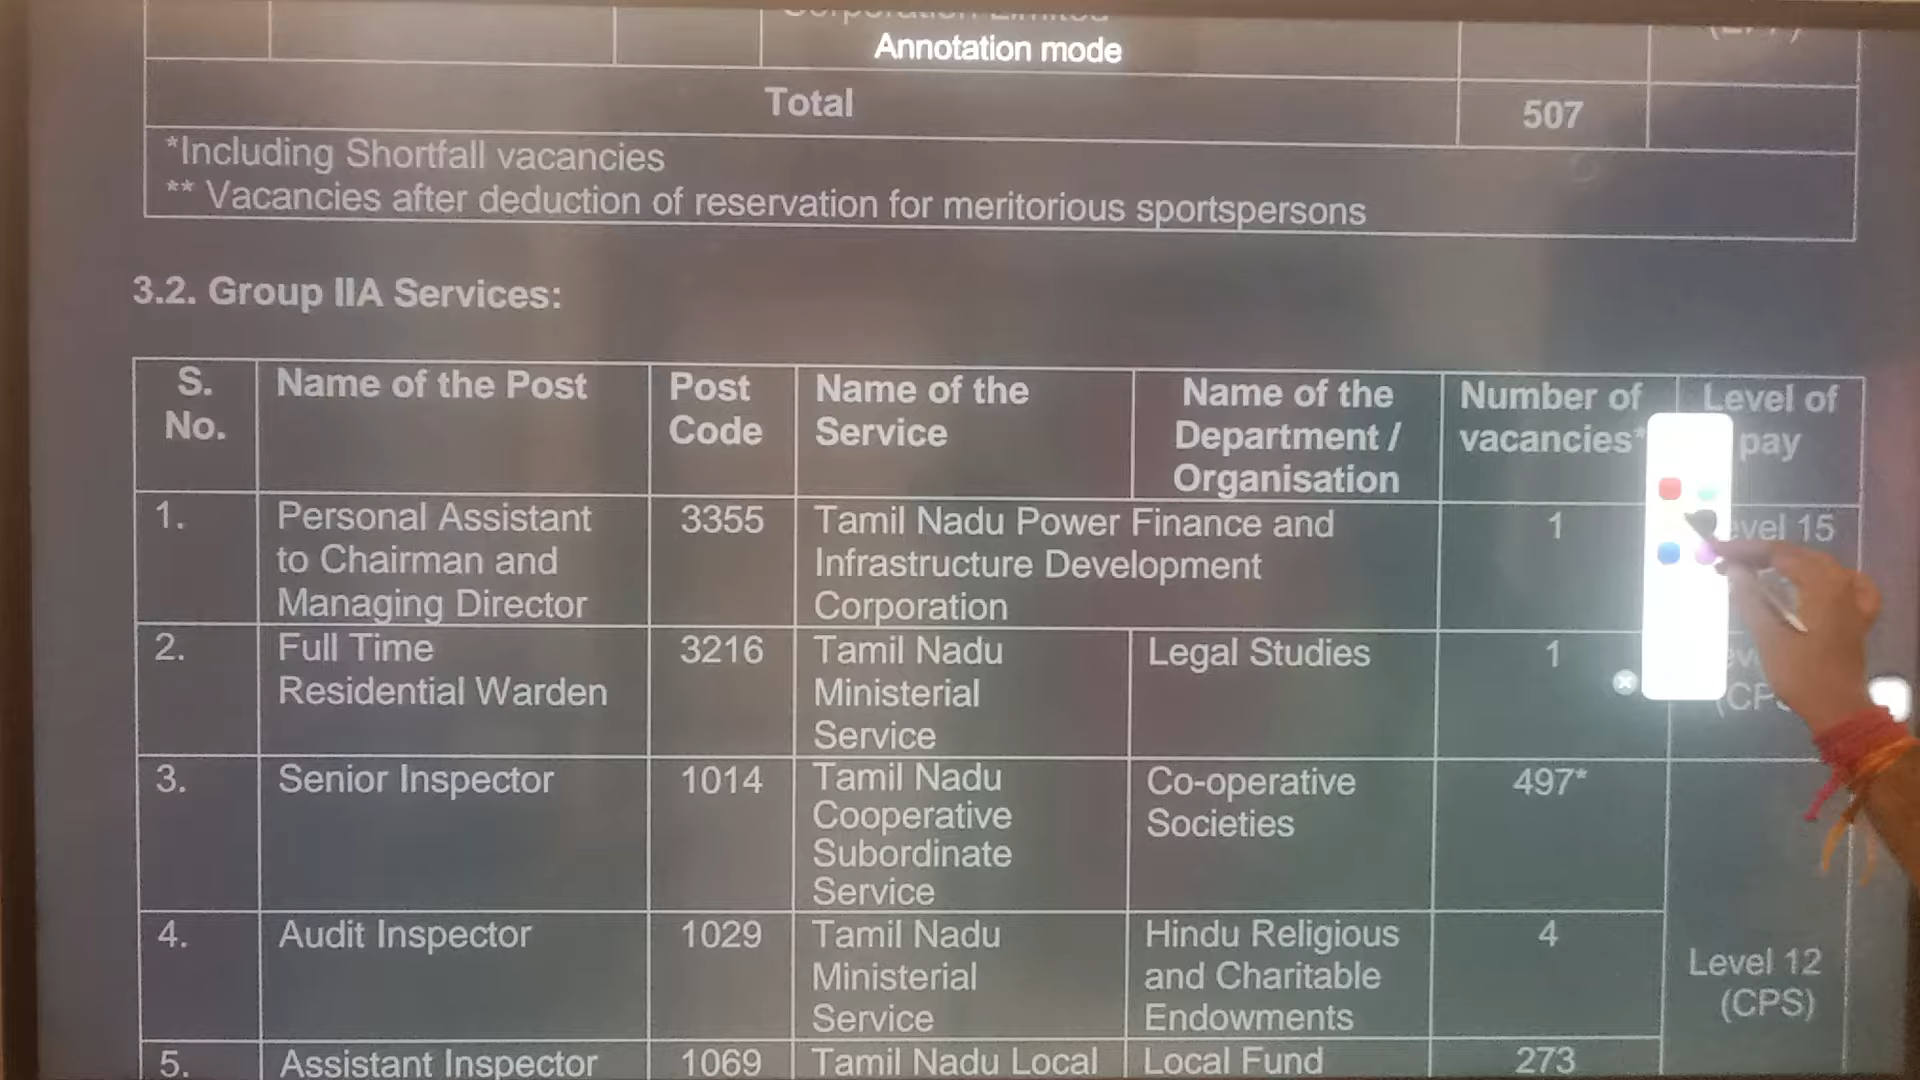 Corporation Limited
Annotation mode
Total
507
*Including Shortfall vacancies
** Vacancies after deduction of reservation for meritorious sportspersons
3.2. Group IIA Services:
S. No.
Name of the Post
Post Code
Name of the Service
Name of the Department / Organisation
Number of vacancies*
Level of pay
1.
Personal Assistant
to Chairman and
Managing Director
3355
Tamil Nadu Power Finance and
Infrastructure Development
Corporation
1
15
2.
Full Time
Residential Warden
3216
Tamil Nadu
Ministerial
Service
Legal Studies
1
3.
Senior Inspector
1014
Tamil Nadu
Cooperative
Subordinate
Service
Co-operative
Societies
497*
4.
Audit Inspector
1029
Tamil Nadu
Ministerial
Service
Hindu Religious
and Charitable
Endowments
4
Level 12
(CPS)
5.
Assistant Inspector
1069
Tamil Nadu Local
Local Fund
273